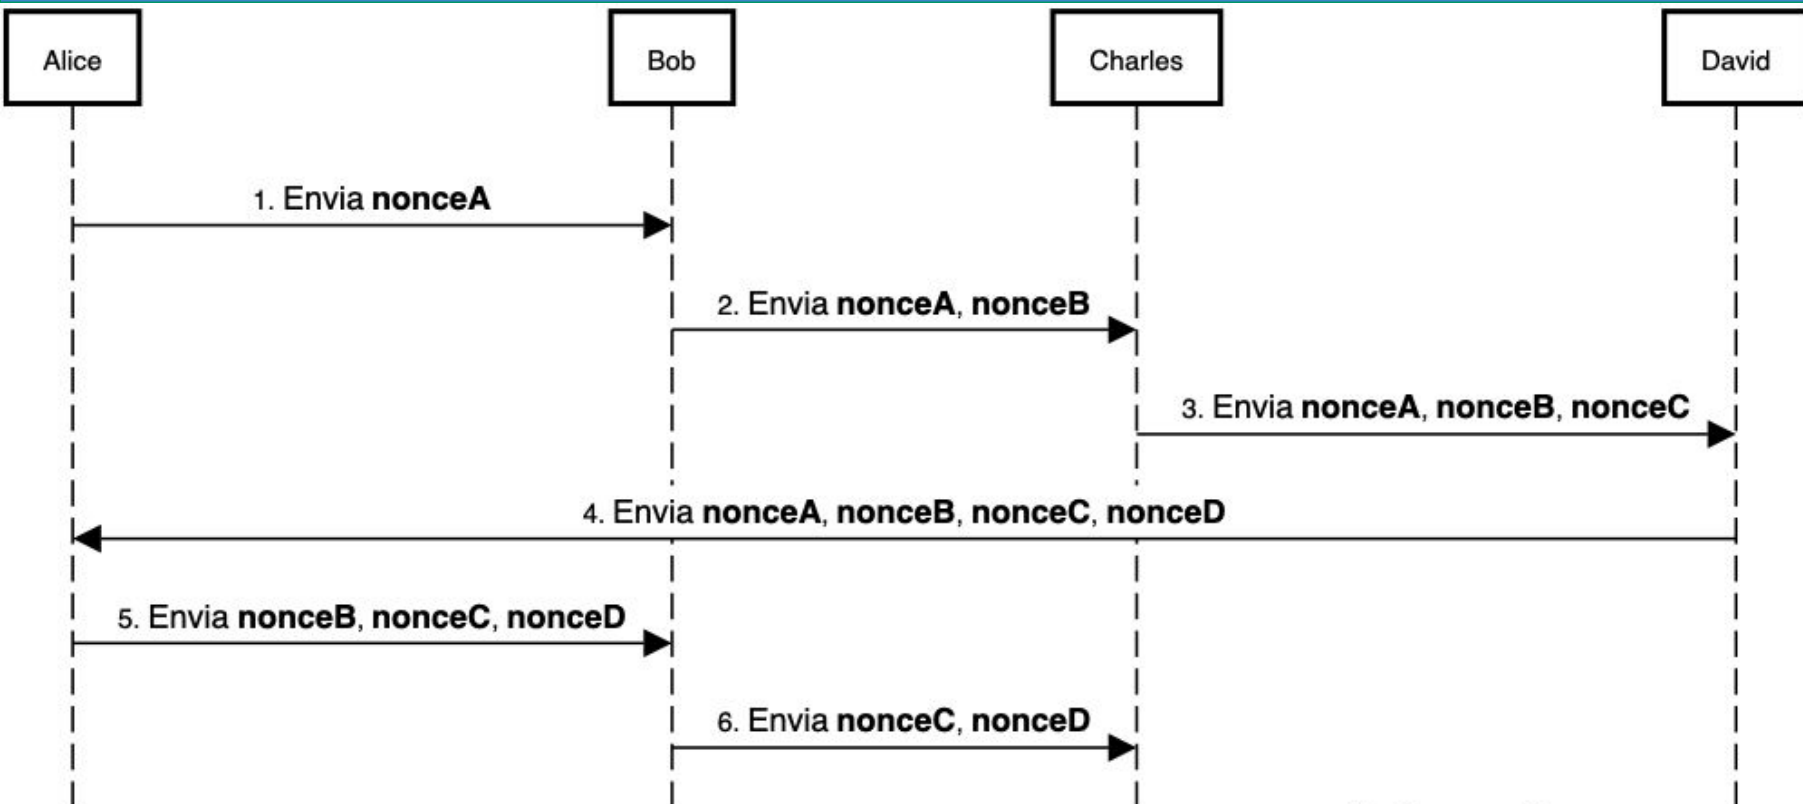 Alice
Bob
Charles
David
1. Envia nonceA
2. Envia nonceA, nonceB
3. Envia nonceA, nonceB, nonceC
4. Envia nonceA, nonceB, nonceC, nonceD
5. Envia nonceB, nonceC, nonceD
6. Envia nonceC, nonceD